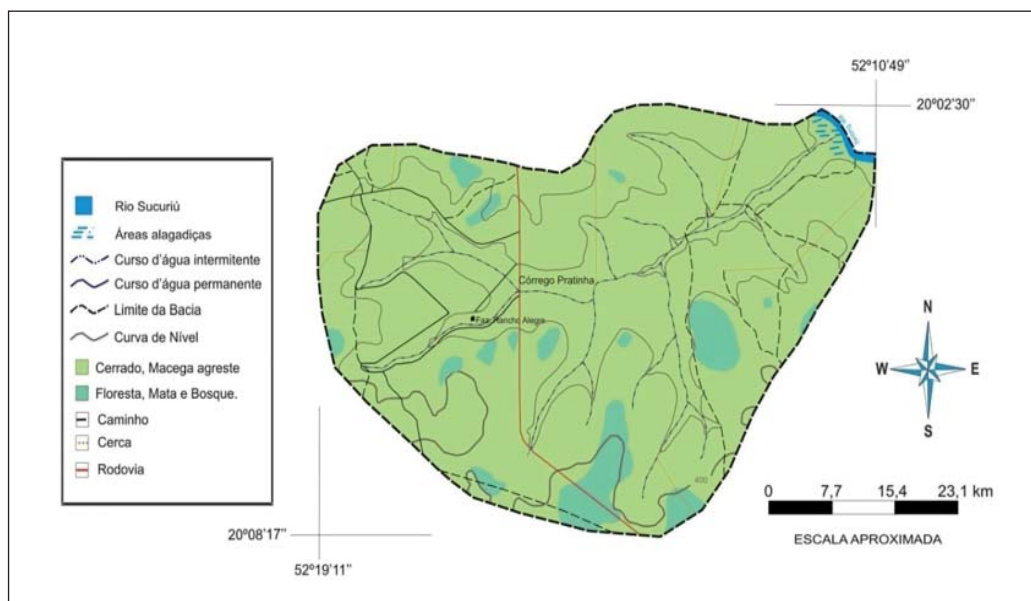 52º10'49''
20º02'30''
Rio Sucuriú
Rio Sucuriú
Áreas alagadiças
Curso d'água intermitente
Curso d'água permanente
Limite da Bacia
Curva de Nível
Cerrado, Macega agreste
Floresta, Mata e Bosque.
Caminho
Cerca
Rodovia
Córrego Pratinha
Faz. Rancho Alegre
400
N
W
E
S
0 7,7 15,4 23,1 km
ESCALA APROXIMADA
20º08'17''
52º19'11''